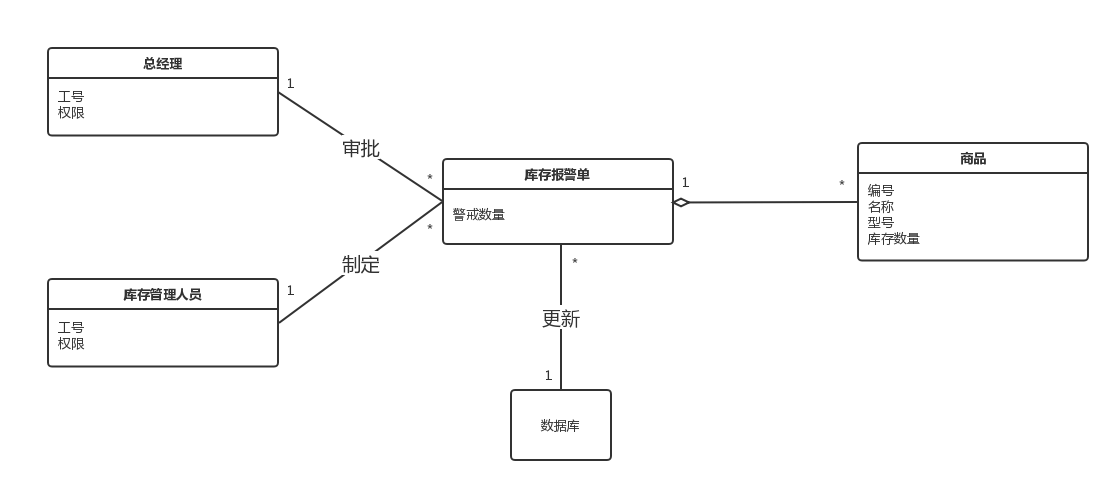 总经理
工号
权限
1
审批
*
库存报警单
警戒数量
1
*
商品
编号
名称
型号
库存数量
*
制定
1
库存管理人员
工号
权限
*
更新
1
数据库